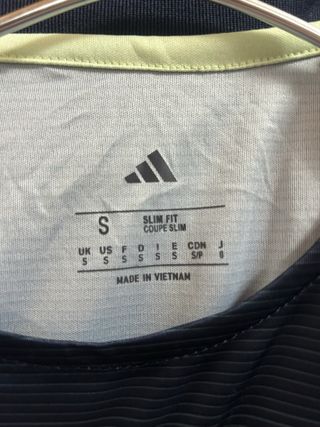 S SLIM FIT
COUPE SLIM
UK US F D I E CDN J
S S S S S S S/P O
MADE IN VIETNAM